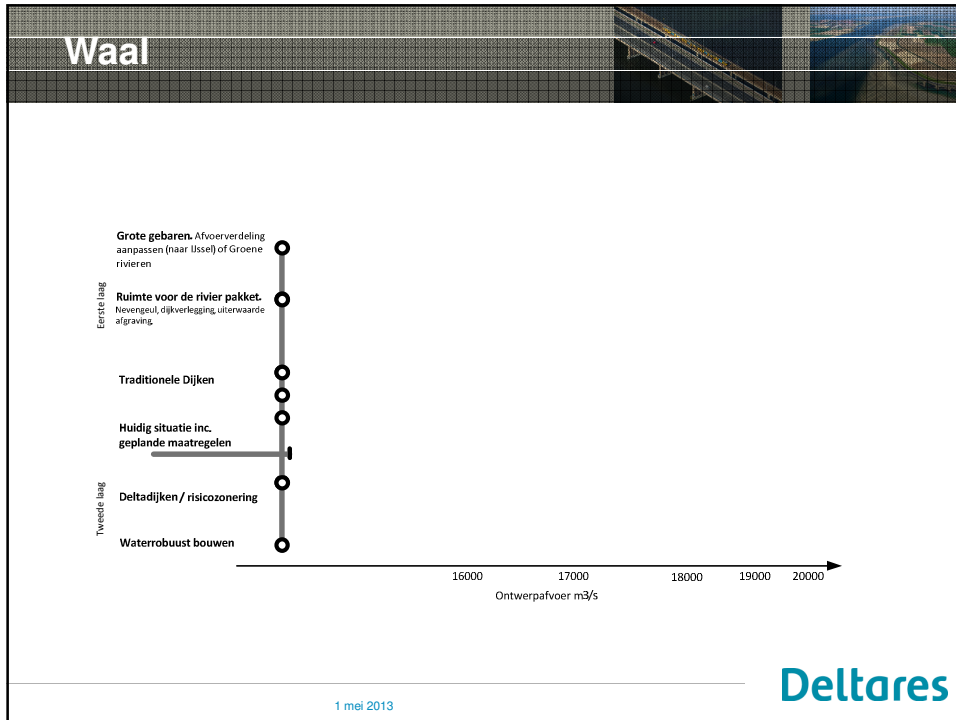 Waal
Grote gebaren. Afvoerverdeling
aanpassen (naar IJssel) of Groene
rivieren
Eerste laag
Ruimte voor de rivier pakket.
Nevengeul, dijkverlegging, uiterwaarde
afgraving,
Traditionele Dijken
Huidig situatie inc.
geplande maatregelen
Tweede laag
Deltadijken / risicozonering
Waterrobuust bouwen
16000 17000 18000 19000 20000
Ontwerpafvoer m3/s
1 mei 2013
Deltares